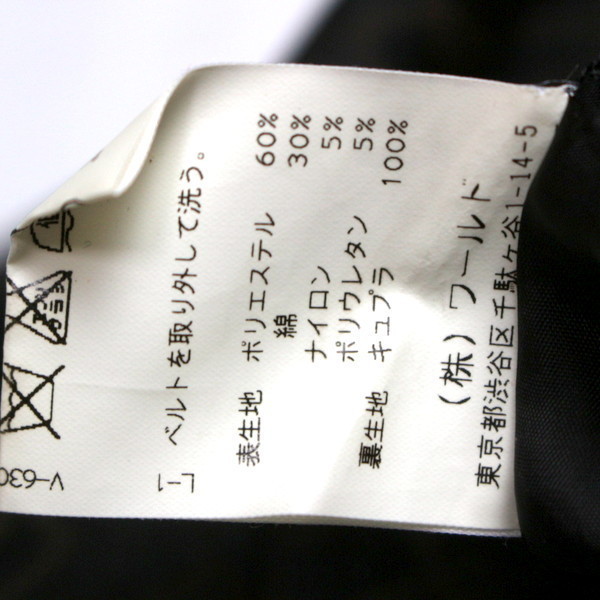 ベルトを取り外して洗う。
表生地 ポリエステル 60%
綿 30%
ナイロン 5%
ポリウレタン 5%
裏生地 キュプラ 100%
(株)ワールド
東京都渋谷区千駄ヶ谷1-14-5